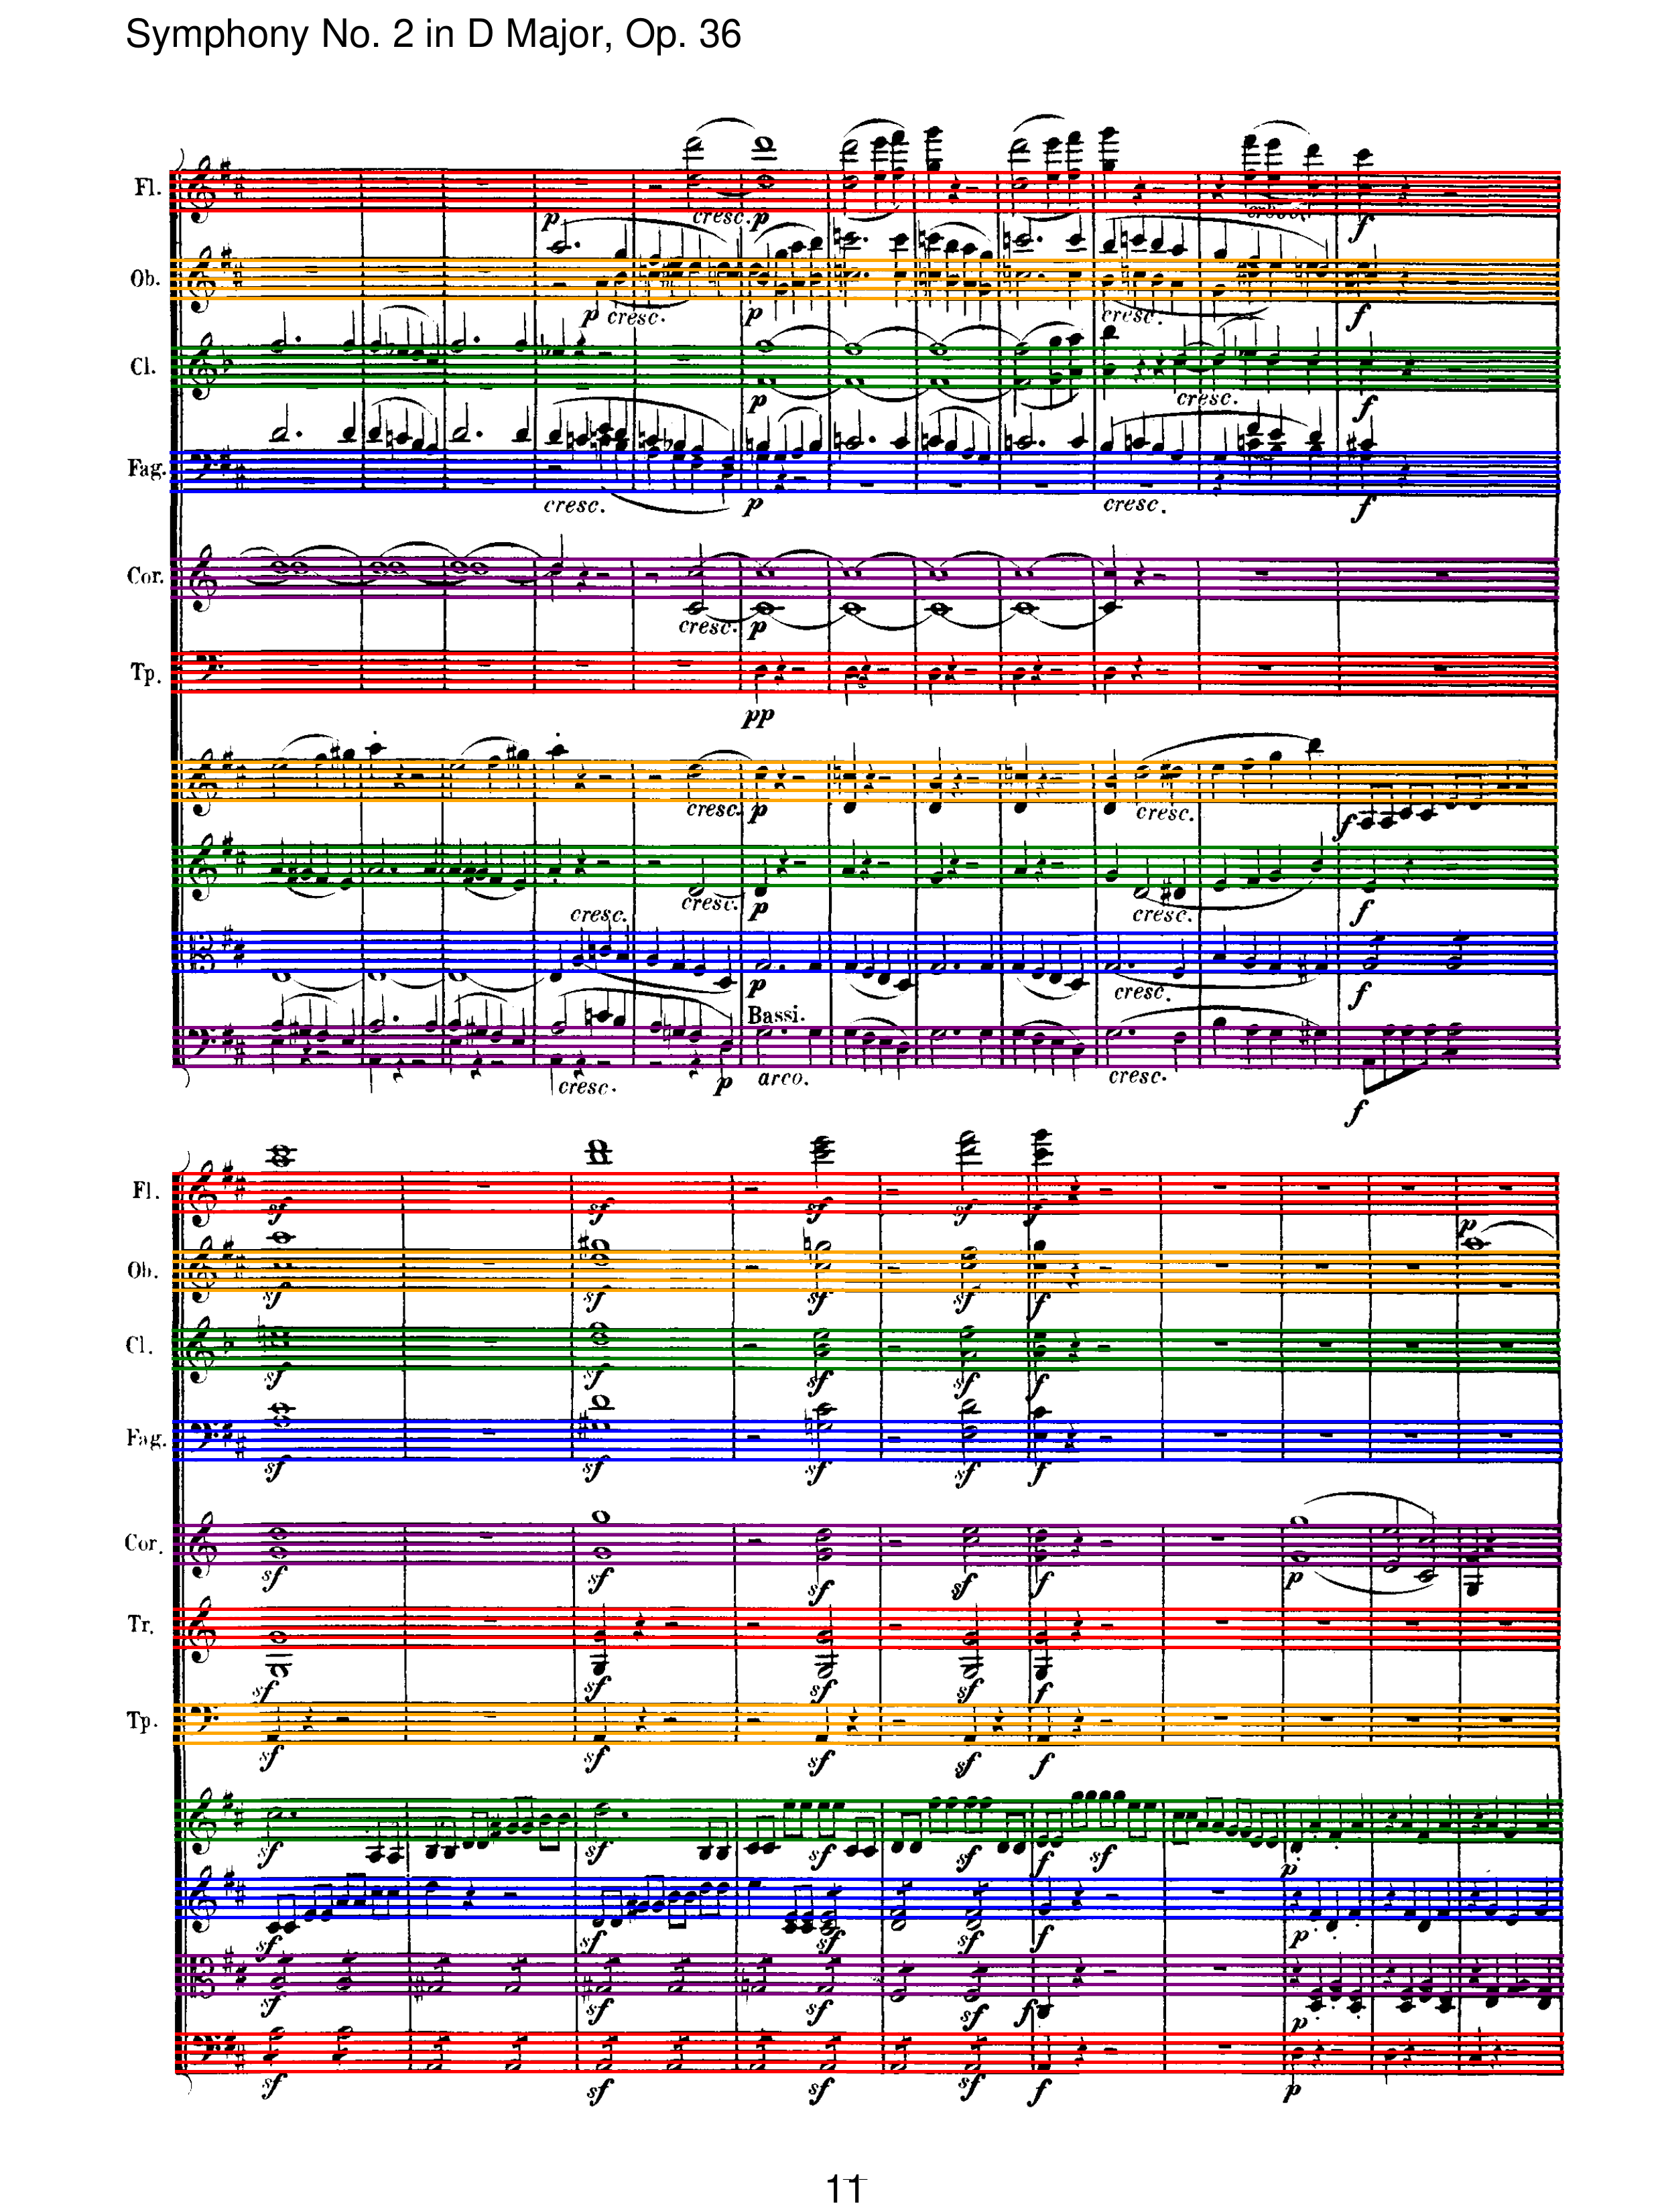 Symphony No. 2 in D Major, Op. 36
Fl.
cresc. p f
p
Ob.
p cresc. p cresc. f
Cl.
p cresc. f
Fag.
cresc. p cresc. f
Cor.
cresc. p
Tp.
pp
cresc. p cresc. f
cresc. p cresc. f
cresc.
p cresc. f
Bassi.
cresc. p arco. cresc. f
Fl.
sf sf sf sf f
p
Ob.
sf sf sf sf f
Cl.
sf sf sf sf f
Fag.
sf sf sf sf f
Cor.
sf sf sf sf f p
Tr.
sf sf sf sf f
Tp.
sf sf sf sf f
sf sf sf sf f sf p
sf sf sf sf f p
sf sf sf sf f p
sf sf sf sf f p
11